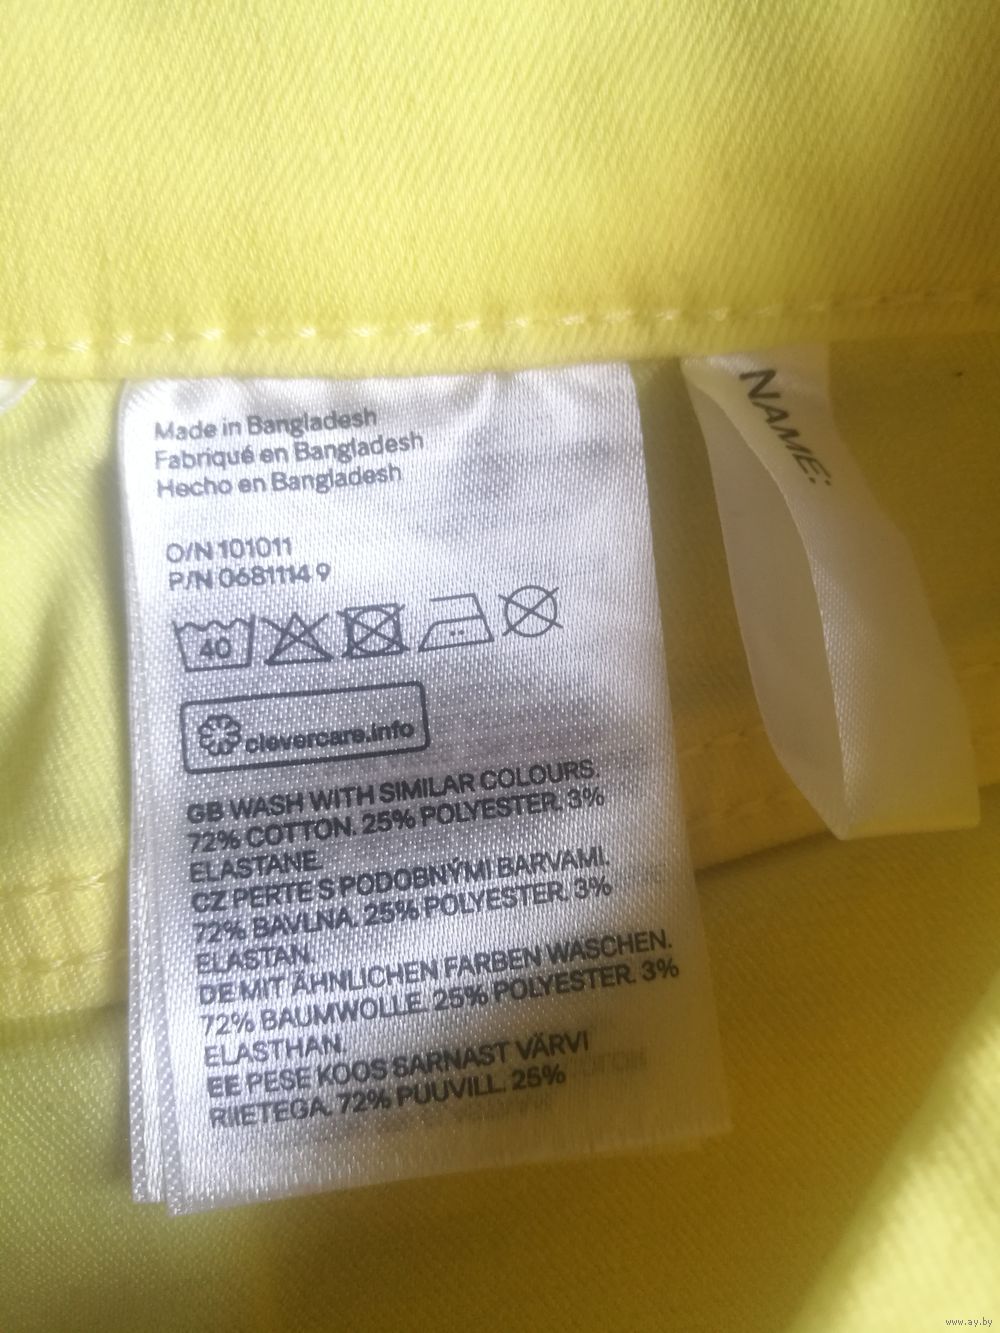 Made in Bangladesh
Fabriqué en Bangladesh
Hecho en Bangladesh
O/N 101011
P/N 0681114 9
40
clevercare.info
GB WASH WITH SIMILAR COLOURS.
72% COTTON. 25% POLYESTER. 3%
ELASTANE.
CZ PERTE S PODOBNÝMI BARVAMI.
72% BAVLNA. 25% POLYESTER. 3%
ELASTAN.
DE MIT ÄHNLICHEN FARBEN WASCHEN.
72% BAUMWOLLE. 25% POLYESTER. 3%
ELASTHAN.
EE PESE KOOS SARNAST VÄRVI
RIIETEGA. 72% PUUVILL. 25%
NAME:
www.ay.by